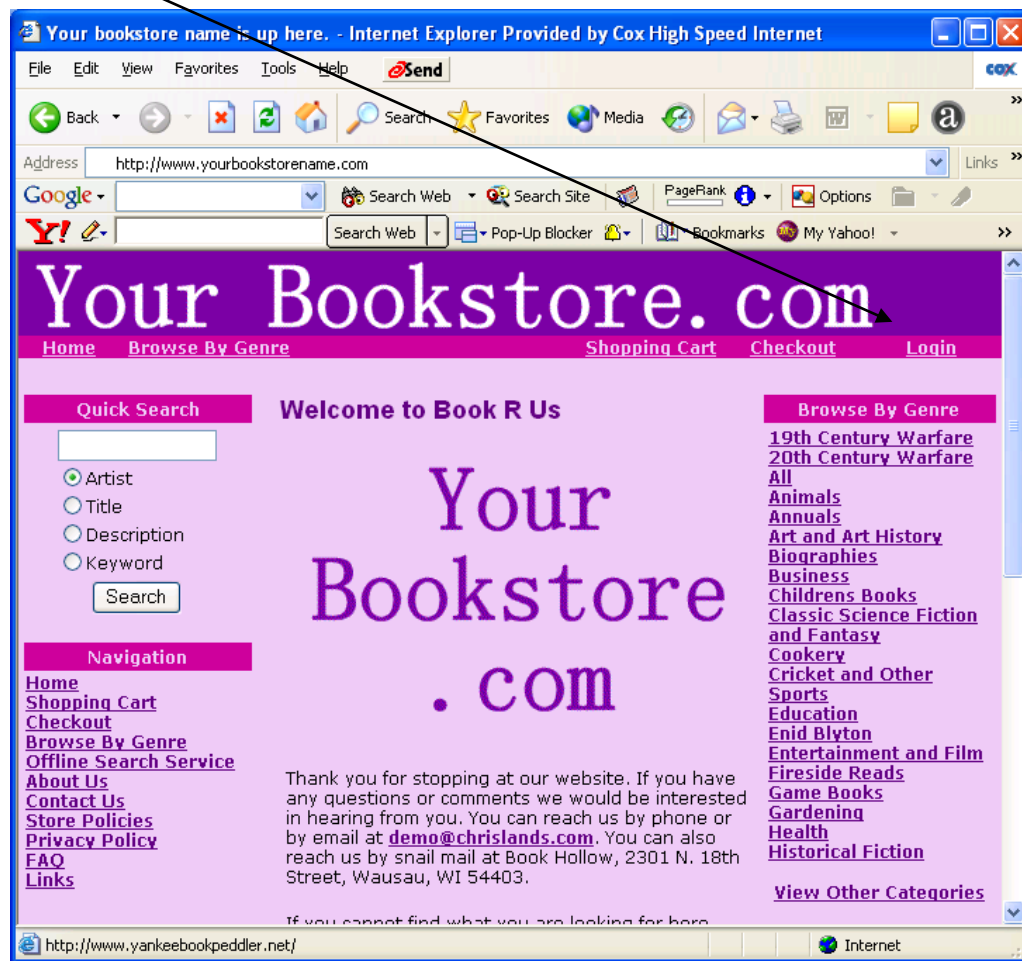 Your bookstore name is up here. - Internet Explorer Provided by Cox High Speed Internet
File Edit View Favorites Tools Help Send cox
Back Search Favorites Media W a »
Address http://www.yourbookstorename.com Links »
Google Search Web Search Site PageRank Options
Y! Search Web Pop-Up Blocker Bookmarks My Yahoo! »
Your Bookstore.com
Home Browse By Genre Shopping Cart Checkout Login
Quick Search
Artist
Title
Description
Keyword
Search
Navigation
Home
Shopping Cart
Checkout
Browse By Genre
Offline Search Service
About Us
Contact Us
Store Policies
Privacy Policy
FAQ
Links
Welcome to Book R Us
Your
Bookstore
.com
Thank you for stopping at our website. If you have
any questions or comments we would be interested
in hearing from you. You can reach us by phone or
by email at demo@chrislands.com. You can also
reach us by snail mail at Book Hollow, 2301 N. 18th
Street, Wausau, WI 54403.
If you cannot find what you are looking for here
Browse By Genre
19th Century Warfare
20th Century Warfare
All
Animals
Annuals
Art and Art History
Biographies
Business
Childrens Books
Classic Science Fiction
and Fantasy
Cookery
Cricket and Other
Sports
Education
Enid Blyton
Entertainment and Film
Fireside Reads
Game Books
Gardening
Health
Historical Fiction
View Other Categories
http://www.yankeebookpeddler.net/ Internet